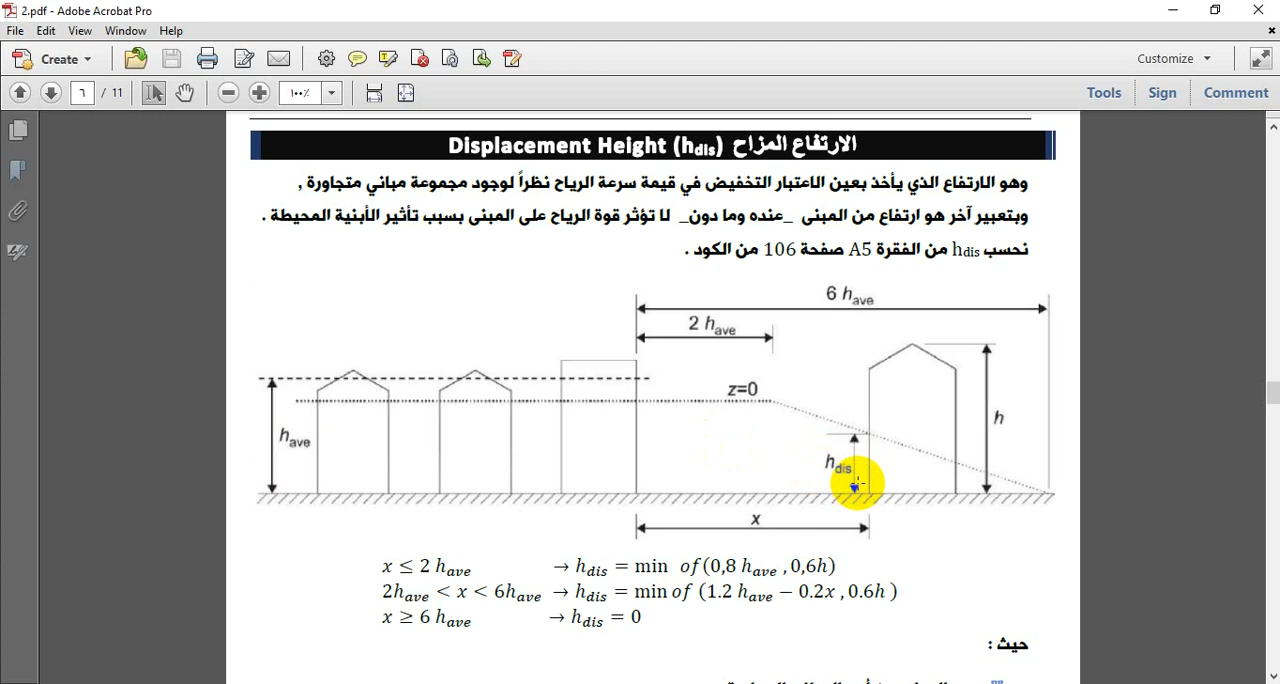 2.pdf - Adobe Acrobat Pro
File Edit View Window Help
Create
Customize
٦ / 11
١٠٠٪
Tools Sign Comment
Displacement Height (hdis) الارتفاع المزاح
وهو الارتفاع الذي يأخذ بعين الاعتبار التخفيض في قيمة سرعة الرياح نظراً لوجود مجموعة مباني متجاورة ,
وبتعبير آخر هو ارتفاع من المبنى _عنده وما دون_ لا تؤثر قوة الرياح على المبنى بسبب تأثير الأبنية المحيطة .
نحسب hdis من الفقرة A5 صفحة 106 من الكود .
6 have
2 have
z=0
have
h
hdis
x
x ≤ 2 have → hdis = min of (0,8 have , 0,6h)
2have < x < 6have → hdis = min of (1.2 have − 0.2x , 0.6h )
x ≥ 6 have → hdis = 0
حيث :